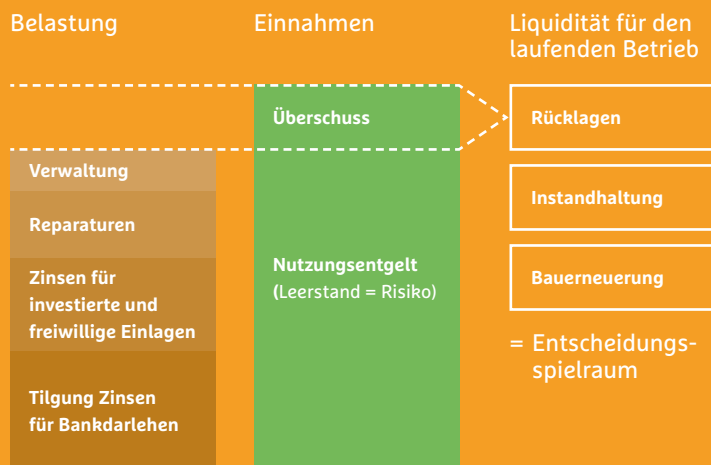 Belastung
Verwaltung
Reparaturen
Zinsen für
investierte und
freiwillige Einlagen
Tilgung Zinsen
für Bankdarlehen
Einnahmen
Überschuss
Nutzungsentgelt
(Leerstand = Risiko)
Liquidität für den
laufenden Betrieb
Rücklagen
Instandhaltung
Bauerneuerung
= Entscheidungs-
spielraum